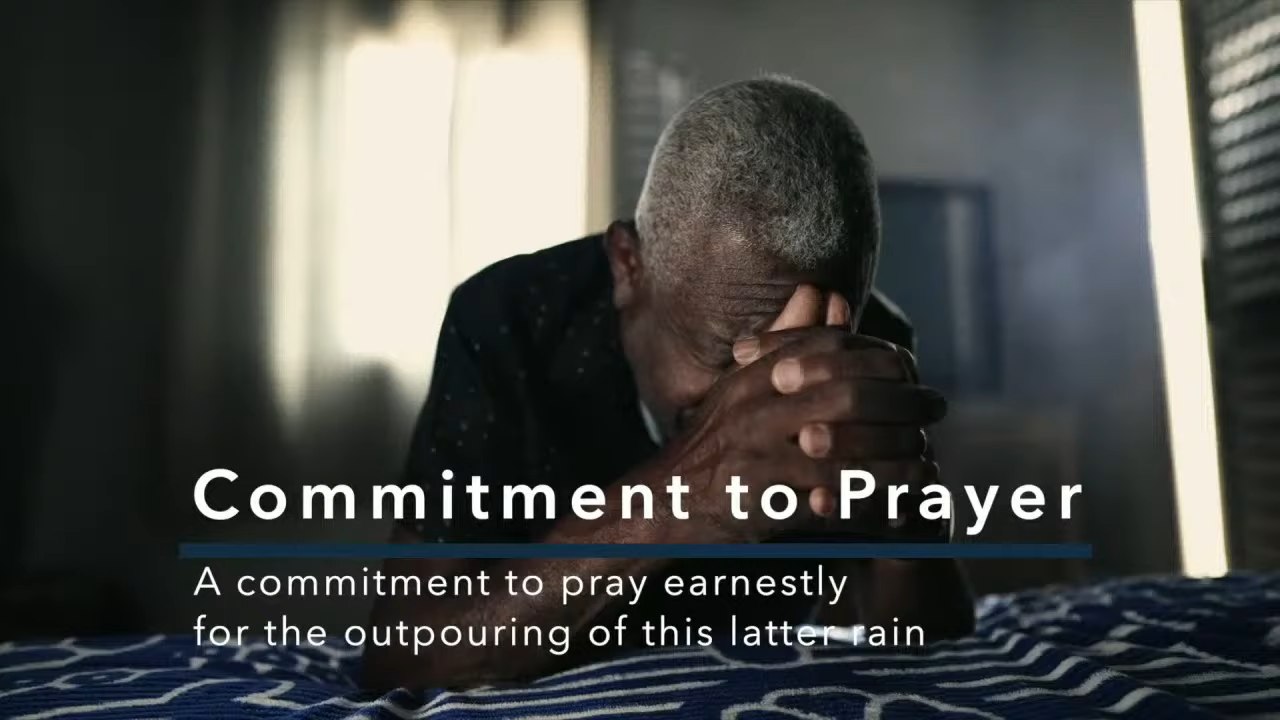 Commitment to Prayer
A commitment to pray earnestly
for the outpouring of this latter rain